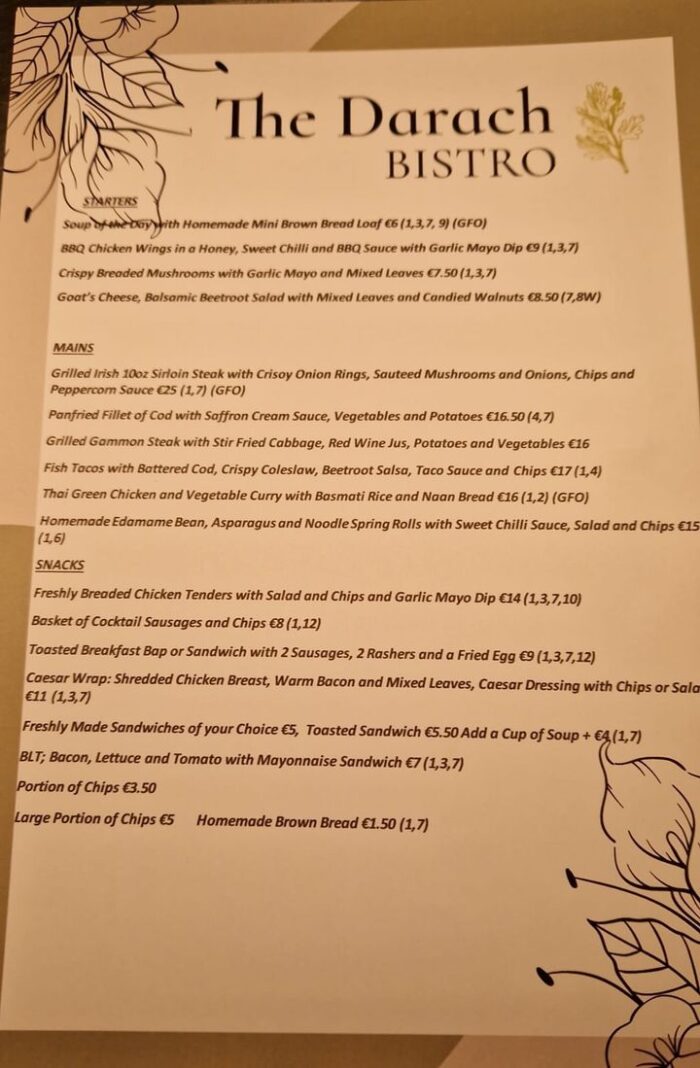 The Darach
BISTRO
STARTERS
Soup of the Day with Homemade Mini Brown Bread Loaf €6 (1,3,7, 9) (GFO)
BBQ Chicken Wings in a Honey, Sweet Chilli and BBQ Sauce with Garlic Mayo Dip €9 (1,3,7)
Crispy Breaded Mushrooms with Garlic Mayo and Mixed Leaves €7.50 (1,3,7)
Goat's Cheese, Balsamic Beetroot Salad with Mixed Leaves and Candied Walnuts €8.50 (7,8W)
MAINS
Grilled Irish 10oz Sirloin Steak with Crisoy Onion Rings, Sauteed Mushrooms and Onions, Chips and
Peppercorn Sauce €25 (1,7) (GFO)
Panfried Fillet of Cod with Saffron Cream Sauce, Vegetables and Potatoes €16.50 (4,7)
Grilled Gammon Steak with Stir Fried Cabbage, Red Wine Jus, Potatoes and Vegetables €16
Fish Tacos with Battered Cod, Crispy Coleslaw, Beetroot Salsa, Taco Sauce and Chips €17 (1,4)
Thai Green Chicken and Vegetable Curry with Basmati Rice and Naan Bread €16 (1,2) (GFO)
Homemade Edamame Bean, Asparagus and Noodle Spring Rolls with Sweet Chilli Sauce, Salad and Chips €15
(1,6)
SNACKS
Freshly Breaded Chicken Tenders with Salad and Chips and Garlic Mayo Dip €14 (1,3,7,10)
Basket of Cocktail Sausages and Chips €8 (1,12)
Toasted Breakfast Bap or Sandwich with 2 Sausages, 2 Rashers and a Fried Egg €9 (1,3,7,12)
Caesar Wrap: Shredded Chicken Breast, Warm Bacon and Mixed Leaves, Caesar Dressing with Chips or Sala
€11 (1,3,7)
Freshly Made Sandwiches of your Choice €5, Toasted Sandwich €5.50 Add a Cup of Soup + €4 (1,7)
BLT; Bacon, Lettuce and Tomato with Mayonnaise Sandwich €7 (1,3,7)
Portion of Chips €3.50
Large Portion of Chips €5 Homemade Brown Bread €1.50 (1,7)